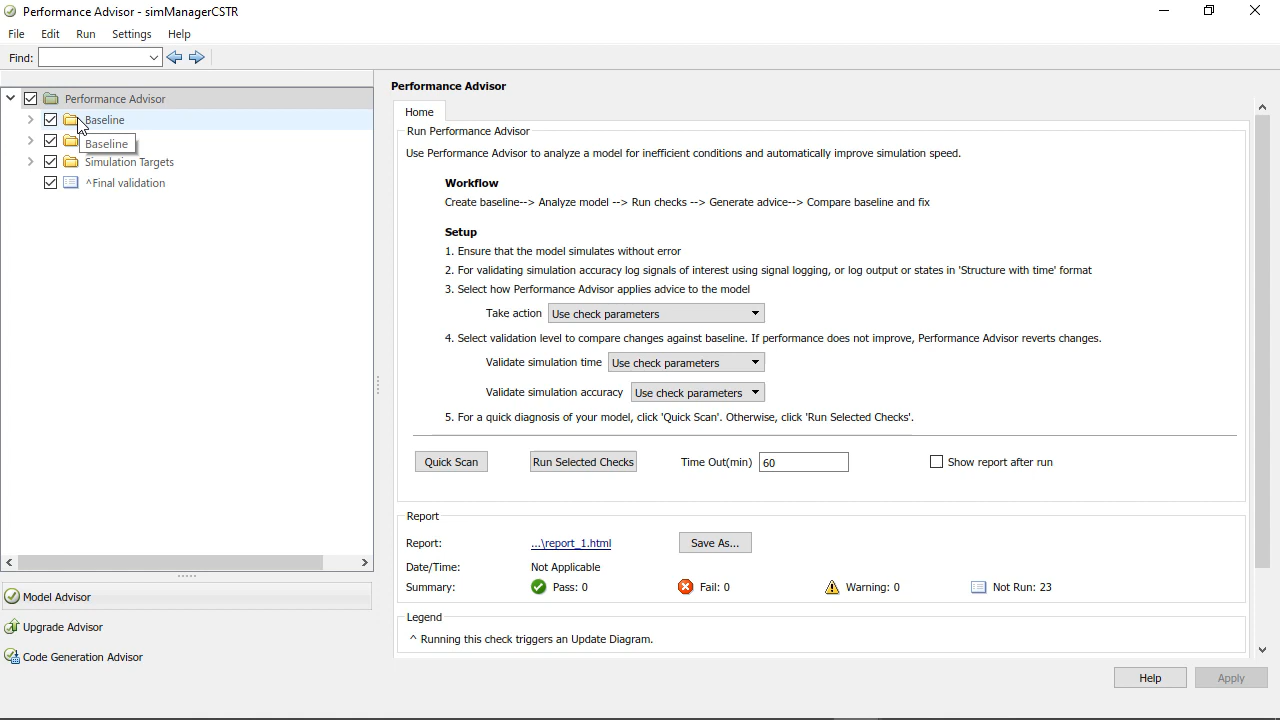 Performance Advisor - simManagerCSTR
File Edit Run Settings Help
Find:
Performance Advisor
Baseline
Baseline
Simulation Targets
^Final validation
Model Advisor
Upgrade Advisor
Code Generation Advisor
Performance Advisor
Home
Run Performance Advisor
Use Performance Advisor to analyze a model for inefficient conditions and automatically improve simulation speed.
Workflow
Create baseline--> Analyze model --> Run checks --> Generate advice--> Compare baseline and fix
Setup
1. Ensure that the model simulates without error
2. For validating simulation accuracy log signals of interest using signal logging, or log output or states in 'Structure with time' format
3. Select how Performance Advisor applies advice to the model
Take action Use check parameters
4. Select validation level to compare changes against baseline. If performance does not improve, Performance Advisor reverts changes.
Validate simulation time Use check parameters
Validate simulation accuracy Use check parameters
5. For a quick diagnosis of your model, click 'Quick Scan'. Otherwise, click 'Run Selected Checks'.
Quick Scan Run Selected Checks Time Out(min) 60 Show report after run
Report
Report: ...\report_1.html Save As...
Date/Time: Not Applicable
Summary: Pass: 0 Fail: 0 Warning: 0 Not Run: 23
Legend
^ Running this check triggers an Update Diagram.
Help Apply